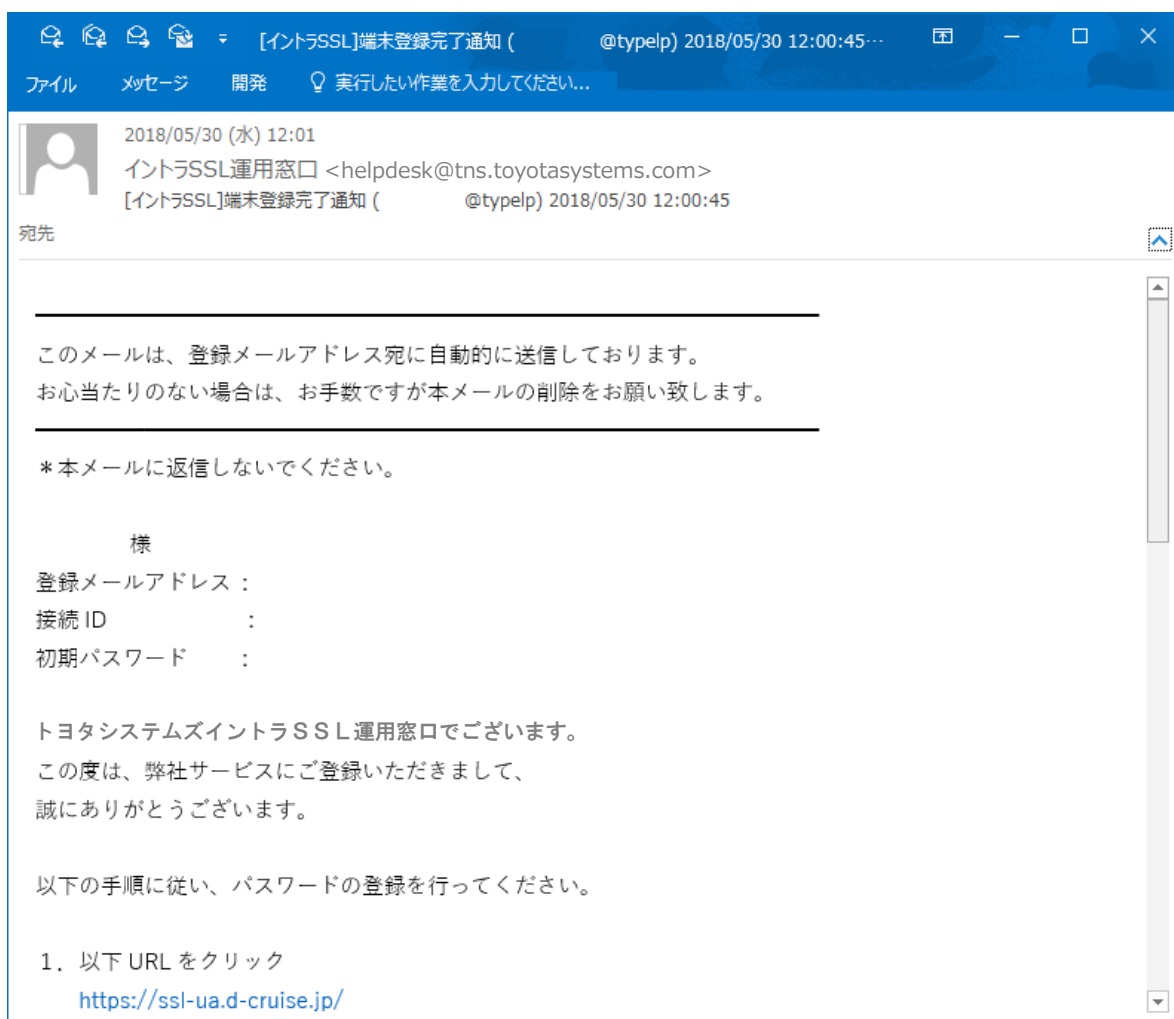 [イントラSSL]端末登録完了通知 ( @typelp) 2018/05/30 12:00:45…
ファイル メッセージ 開発 実行したい作業を入力してください...
2018/05/30 (水) 12:01
イントラSSL運用窓口 <helpdesk@tns.toyotasystems.com>
[イントラSSL]端末登録完了通知 ( @typelp) 2018/05/30 12:00:45
宛先
このメールは、登録メールアドレス宛に自動的に送信しております。
お心当たりのない場合は、お手数ですが本メールの削除をお願い致します。
＊本メールに返信しないでください。
様
登録メールアドレス：
接続 ID ：
初期パスワード ：
トヨタシステムズイントラＳＳＬ運用窓口でございます。
この度は、弊社サービスにご登録いただきまして、
誠にありがとうございます。
以下の手順に従い、パスワードの登録を行ってください。
1．以下 URL をクリック
https://ssl-ua.d-cruise.jp/